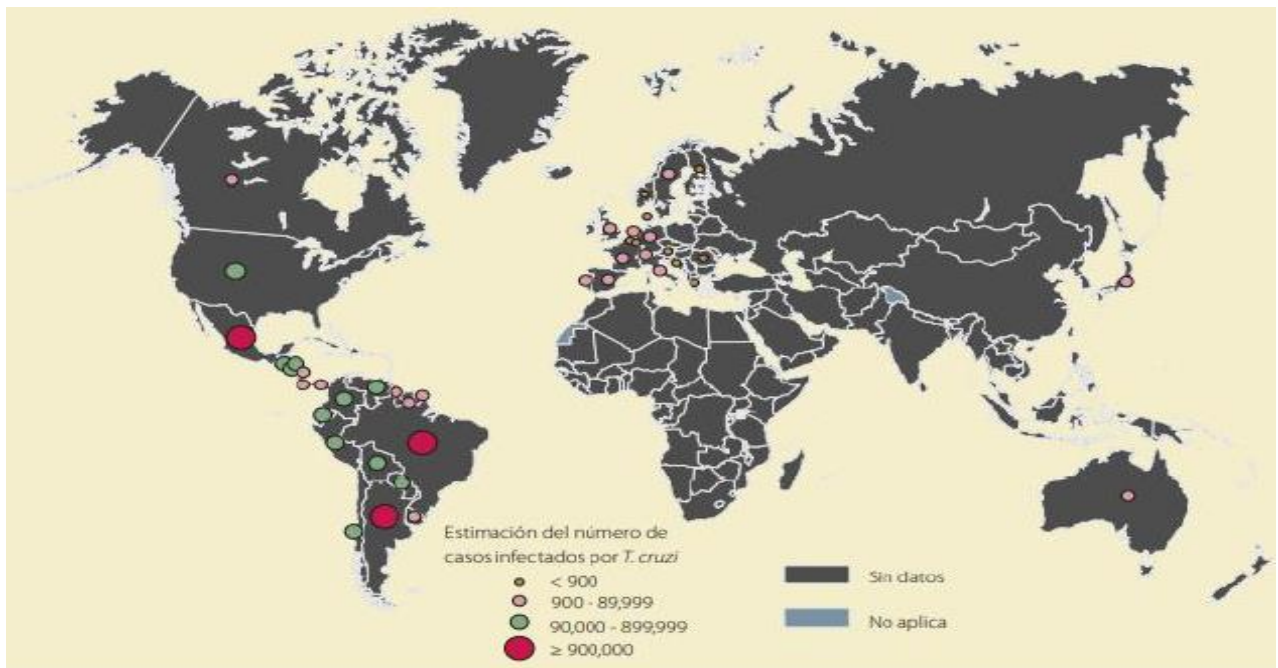 Estimación del número de
casos infectados por T. cruzi
< 900
900 - 89,999
90,000 - 899,999
≥ 900,000
Sin datos
No aplica